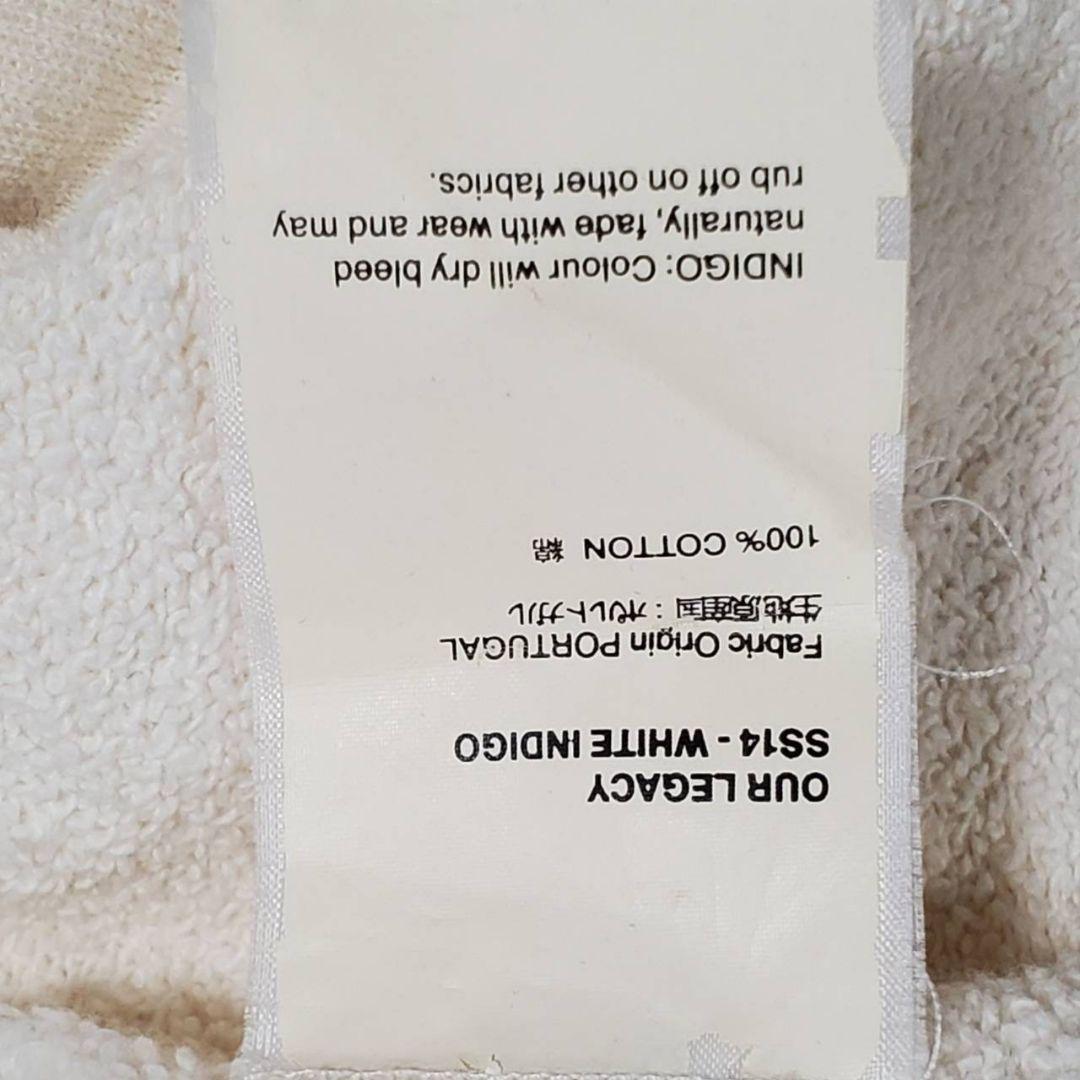 OUR LEGACY
SS14 - WHITE INDIGO
Fabric Origin PORTUGAL
生地原産国：ポルトガル
100% COTTON 綿
INDIGO: Colour will dry bleed
naturally, fade with wear and may
rub off on other fabrics.